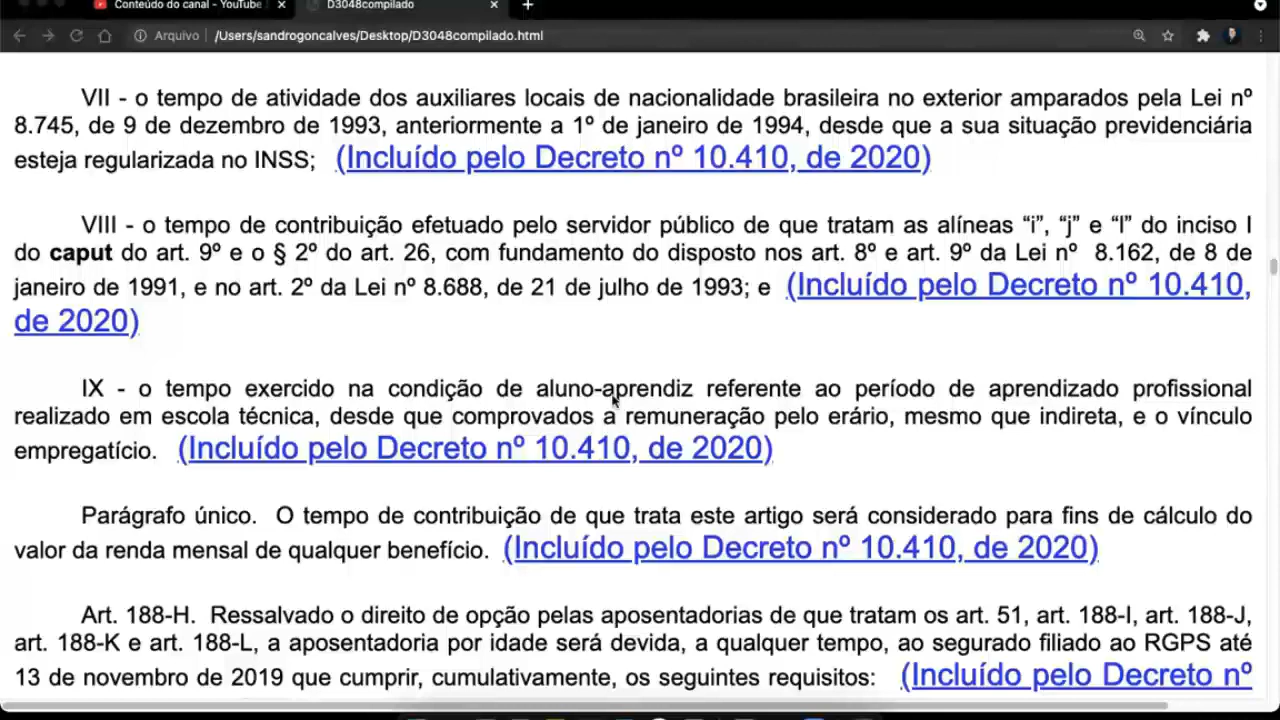 Conteúdo do canal - YouTube
D3048compilado
Arquivo
/Users/sandrogoncalves/Desktop/D3048compilado.html
VII - o tempo de atividade dos auxiliares locais de nacionalidade brasileira no exterior amparados pela Lei nº
8.745, de 9 de dezembro de 1993, anteriormente a 1º de janeiro de 1994, desde que a sua situação previdenciária
esteja regularizada no INSS; (Incluído pelo Decreto nº 10.410, de 2020)
VIII - o tempo de contribuição efetuado pelo servidor público de que tratam as alíneas “i”, “j” e “l” do inciso I
do caput do art. 9º e o § 2º do art. 26, com fundamento do disposto nos art. 8º e art. 9º da Lei nº 8.162, de 8 de
janeiro de 1991, e no art. 2º da Lei nº 8.688, de 21 de julho de 1993; e (Incluído pelo Decreto nº 10.410,
de 2020)
IX - o tempo exercido na condição de aluno-aprendiz referente ao período de aprendizado profissional
realizado em escola técnica, desde que comprovados a remuneração pelo erário, mesmo que indireta, e o vínculo
empregatício. (Incluído pelo Decreto nº 10.410, de 2020)
Parágrafo único. O tempo de contribuição de que trata este artigo será considerado para fins de cálculo do
valor da renda mensal de qualquer benefício. (Incluído pelo Decreto nº 10.410, de 2020)
Art. 188-H. Ressalvado o direito de opção pelas aposentadorias de que tratam os art. 51, art. 188-I, art. 188-J,
art. 188-K e art. 188-L, a aposentadoria por idade será devida, a qualquer tempo, ao segurado filiado ao RGPS até
13 de novembro de 2019 que cumprir, cumulativamente, os seguintes requisitos: (Incluído pelo Decreto nº